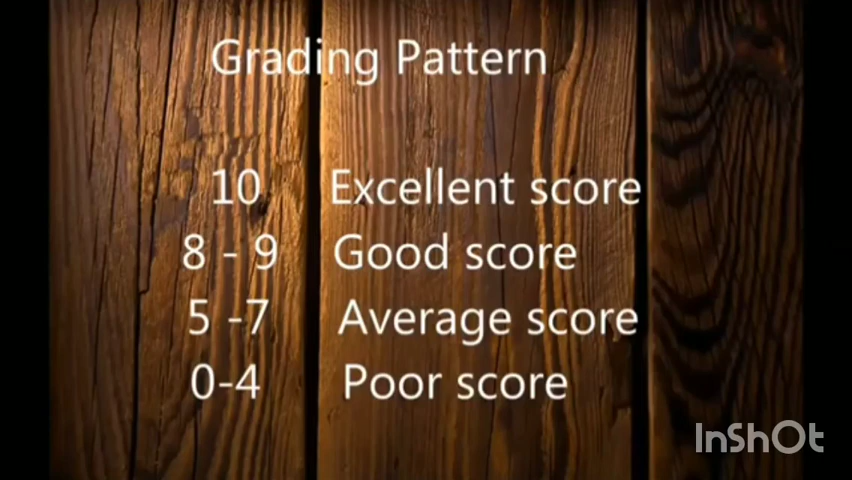 Grading Pattern
10 Excellent score
8 - 9 Good score
5 -7 Average score
0-4 Poor score
InShOt